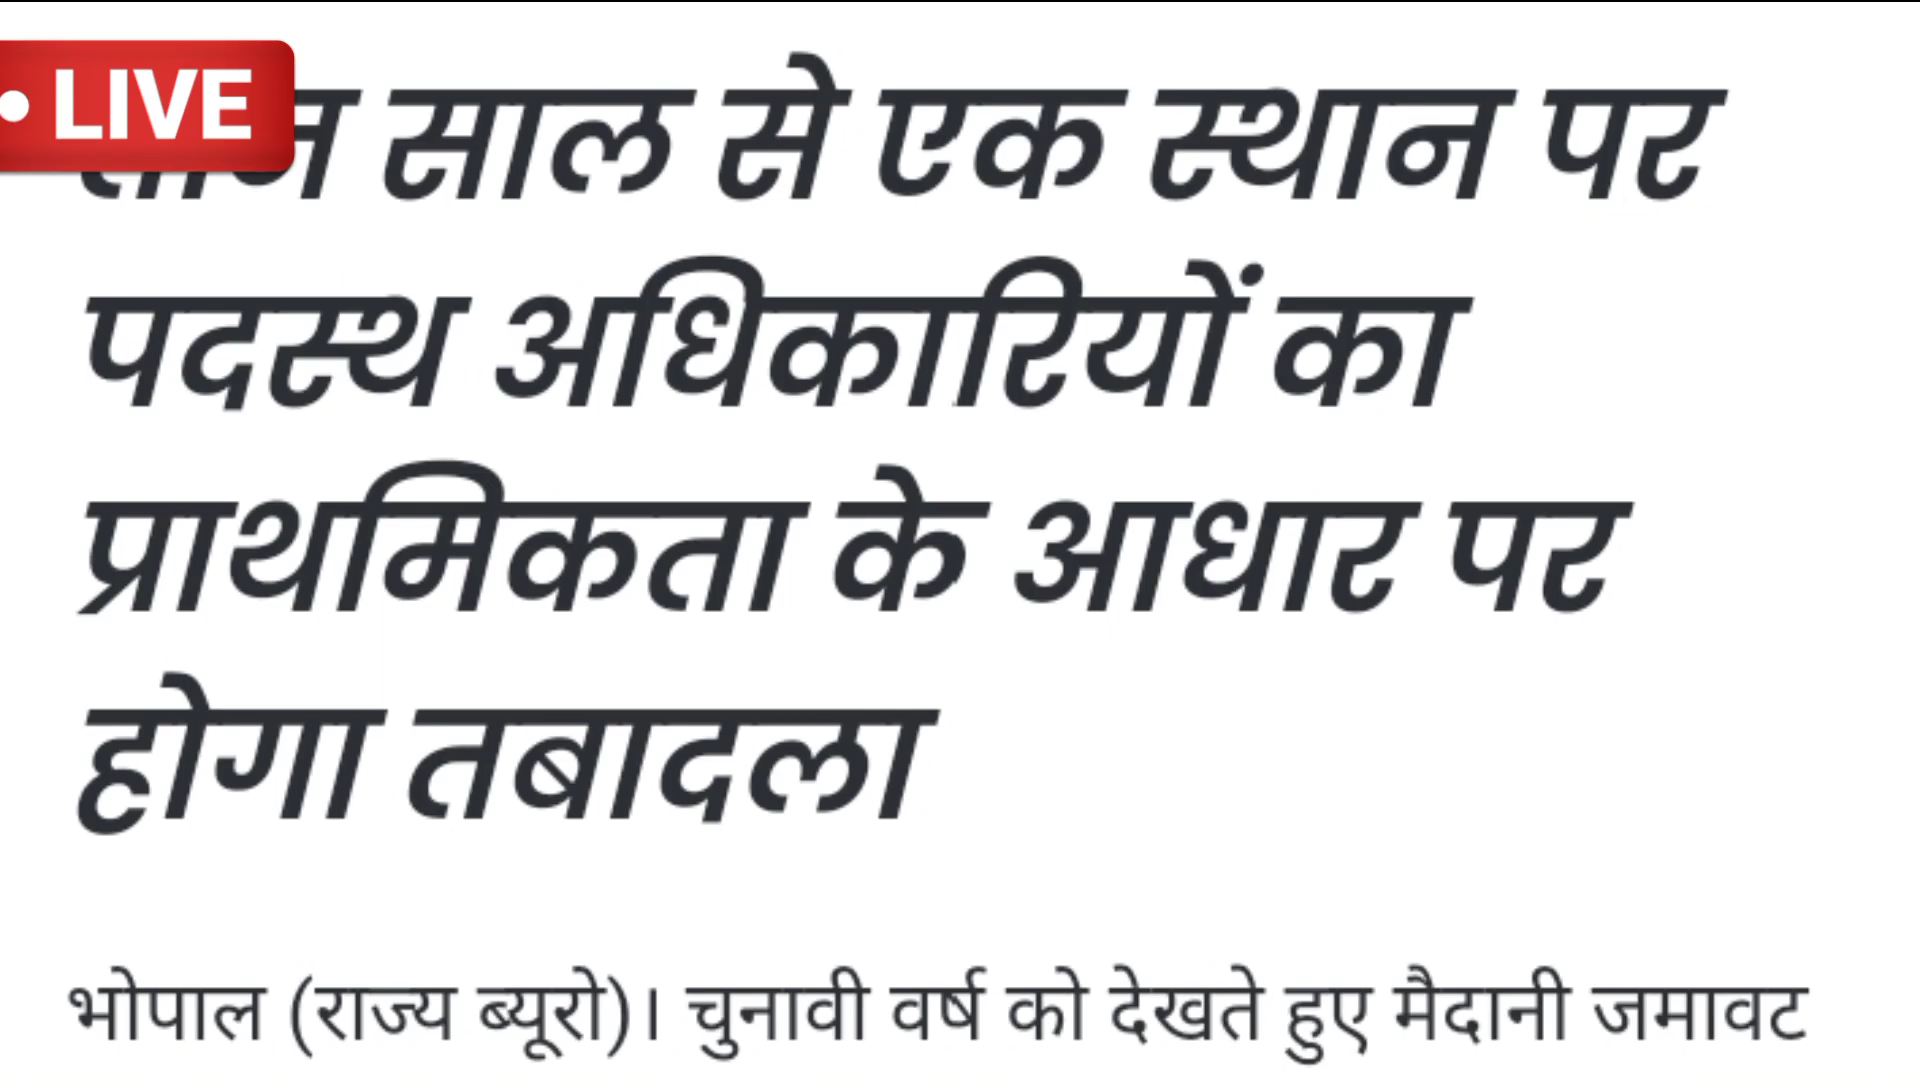 LIVE
साल से एक स्थान पर
पदस्थ अधिकारियों का
प्राथमिकता के आधार पर
होगा तबादला
भोपाल (राज्य ब्यूरो)। चुनावी वर्ष को देखते हुए मैदानी जमावट